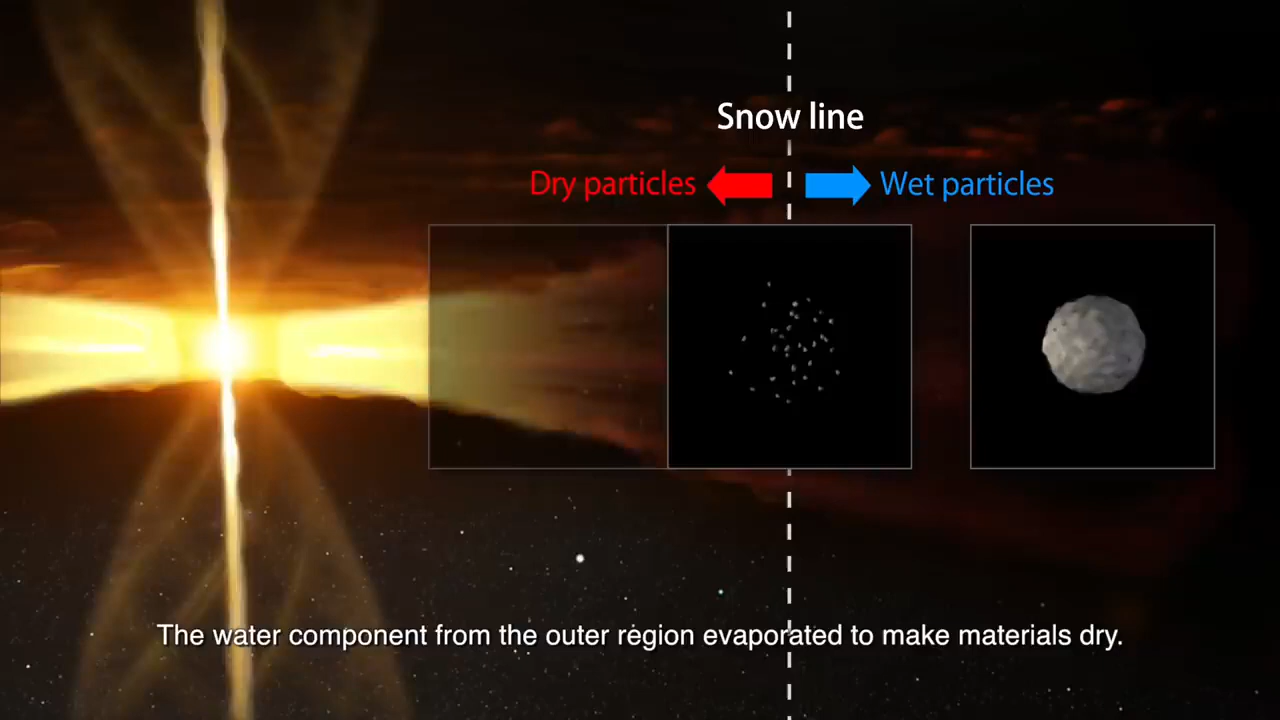 Snow line
Dry particles
Wet particles
The water component from the outer region evaporated to make materials dry.